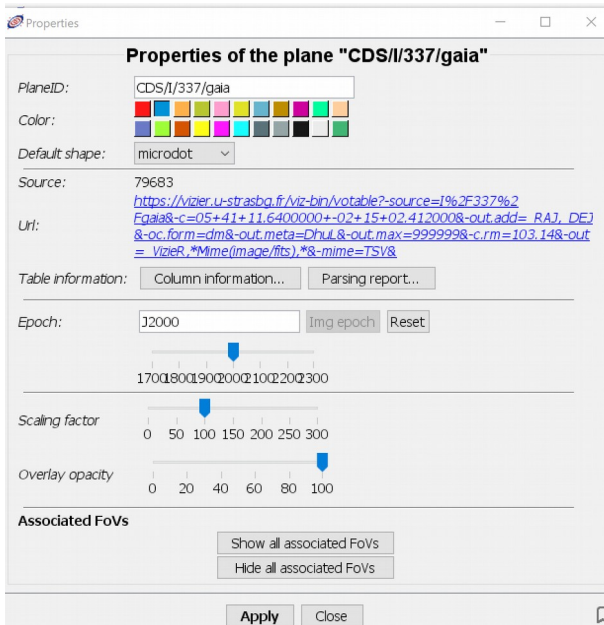 Properties
Properties of the plane "CDS/I/337/gaia"
PlaneID: CDS/I/337/gaia
Color:
Default shape: microdot
Source: 79683
Url: https://vizier.u-strasbg.fr/viz-bin/votable?-source=I%2F337%2
Fgaia&-c=05+41+11.6400000+-02+15+02.412000&-out.add=_RAJ,_DEJ
&-oc.form=dm&-out.meta=DhuL&-out.max=999999&-c.rm=103.14&-out
=_VizieR,*Mime(image/fits),*&-mime=TSV&
Table information: Column information... Parsing report...
Epoch: J2000 Img epoch Reset
1700 1800 1900 2000 2100 2200 2300
Scaling factor
0 50 100 150 200 250 300
Overlay opacity
0 20 40 60 80 100
Associated FoVs
Show all associated FoVs
Hide all associated FoVs
Apply Close